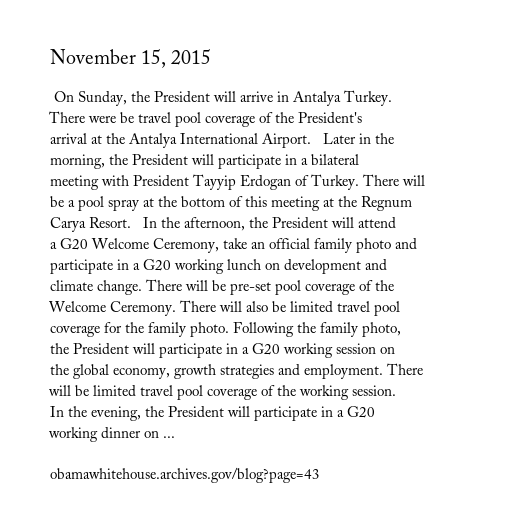 November 15, 2015
On Sunday, the President will arrive in Antalya Turkey.
There were be travel pool coverage of the President's
arrival at the Antalya International Airport.   Later in the
morning, the President will participate in a bilateral
meeting with President Tayyip Erdogan of Turkey. There will
be a pool spray at the bottom of this meeting at the Regnum
Carya Resort.   In the afternoon, the President will attend
a G20 Welcome Ceremony, take an official family photo and
participate in a G20 working lunch on development and
climate change. There will be pre-set pool coverage of the
Welcome Ceremony. There will also be limited travel pool
coverage for the family photo. Following the family photo,
the President will participate in a G20 working session on
the global economy, growth strategies and employment. There
will be limited travel pool coverage of the working session.
In the evening, the President will participate in a G20
working dinner on ...
obamawhitehouse.archives.gov/blog?page=43